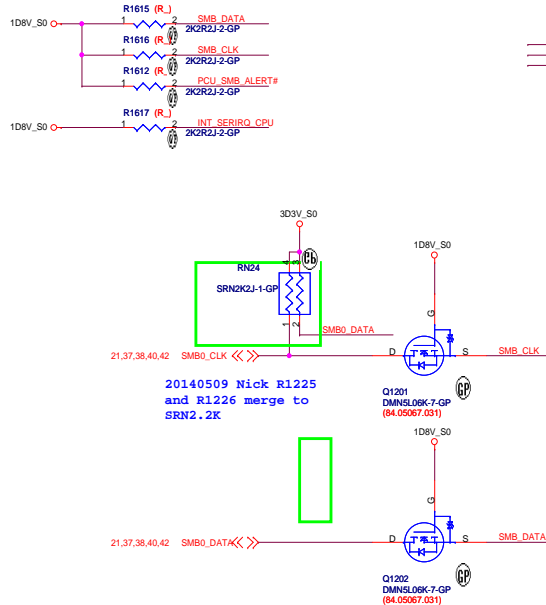 R1615 (R_)
1D8V_S0
1
2
SMB_DATA
2K2R2J-2-GP
R1616 (R_)
1
2
SMB_CLK
2K2R2J-2-GP
R1612 (R_)
1
2
PCU_SMB_ALERT#
2K2R2J-2-GP
R1617 (R_)
1D8V_S0
1
2
INT_SERIRQ_CPU
2K2R2J-2-GP
3D3V_S0
1D8V_S0
RN24
4
3
SRN2K2J-1-GP
1
2
SMB0_DATA
G
21,37,38,40,42 SMB0_CLK
D
S
SMB_CLK
20140509 Nick R1225
and R1226 merge to
SRN2.2K
Q1201
DMN5L06K-7-GP
(84.05067.031)
GP
1D8V_S0
G
21,37,38,40,42 SMB0_DATA
D
S
SMB_DATA
Q1202
DMN5L06K-7-GP
(84.05067.031)
GP